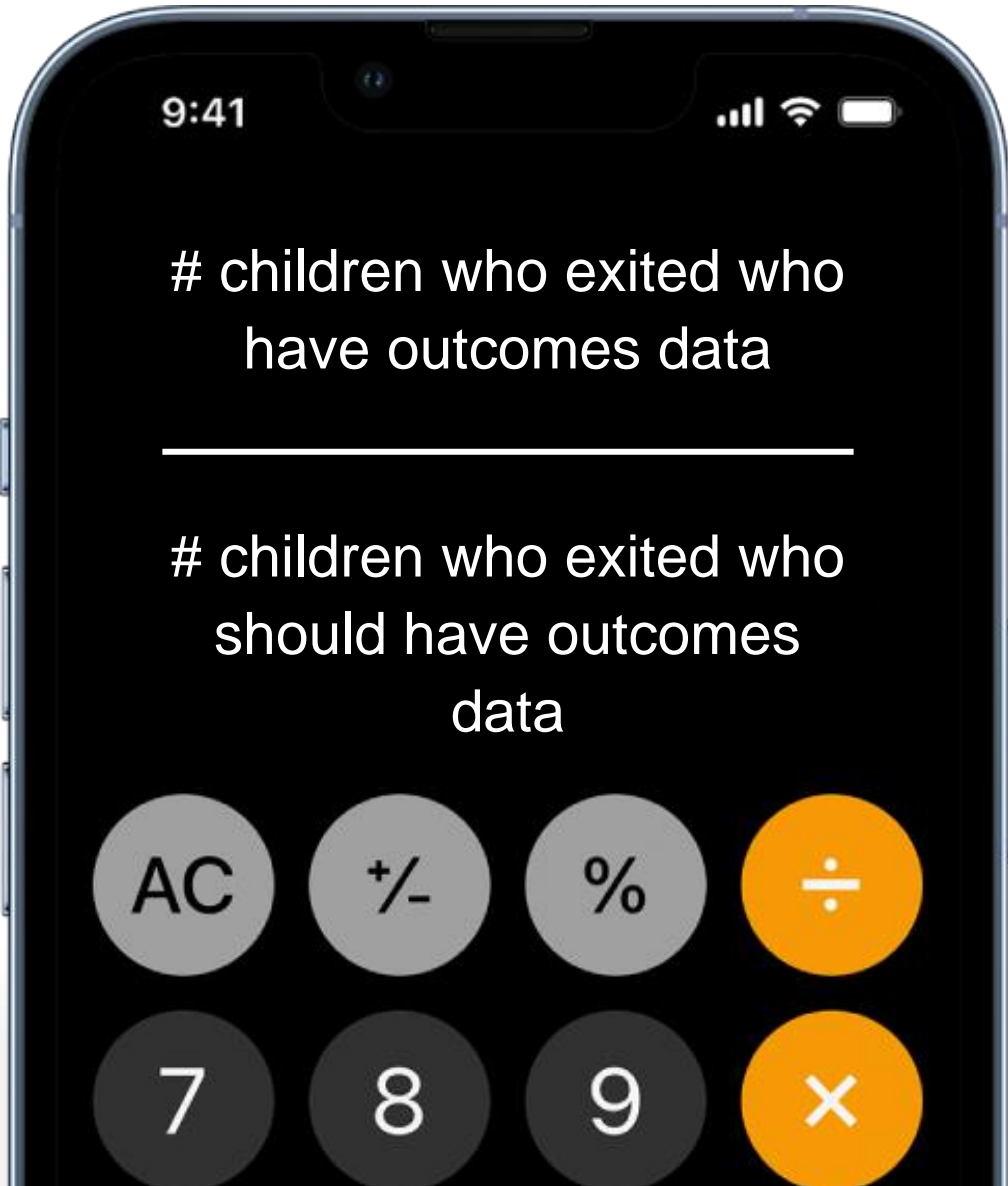 9:41
# children who exited who
have outcomes data
# children who exited who
should have outcomes
data
AC +/- % ÷
7 8 9 ×